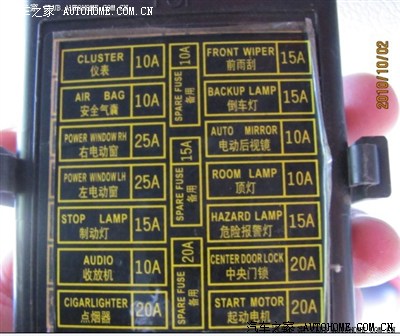 汽车之家 AUTOHOME.COM.CN
2010/10/02
CLUSTER
仪表
10A
AIR BAG
安全气囊
10A
POWER WINDOW RH
右电动窗
25A
POWER WINDOW LH
左电动窗
25A
STOP LAMP
制动灯
15A
AUDIO
收放机
10A
CIGARLIGHTER
点烟器
20A
10A
SPARE FUSE
备用
15A
SPARE FUSE
备用
20A
SPARE FUSE
备用
FRONT WIPER
前雨刮
15A
BACKUP LAMP
倒车灯
15A
AUTO MIRROR
电动后视镜
10A
ROOM LAMP
顶灯
10A
HAZARD LAMP
危险报警灯
15A
CENTER DOOR LOCK
中央门锁
20A
START MOTOR
起动电机
20A
汽车之家 AUTOHOME.COM.CN